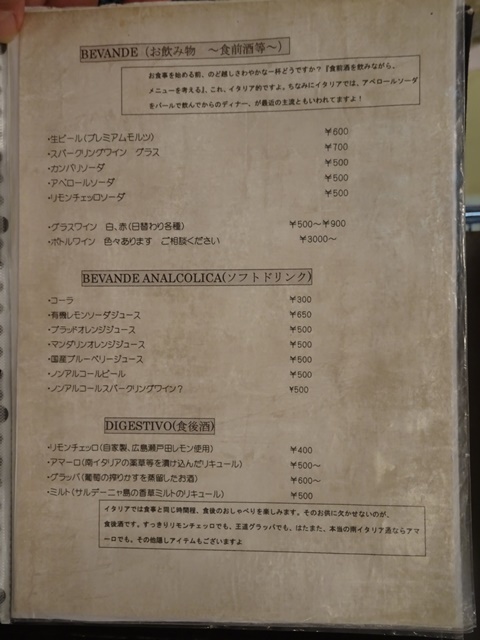 BEVANDE（お飲み物　～食前酒等～）
お食事を始める前、のど越しさわやかな一杯どうですか？『食前酒を飲みながら、
メニューを考える』、これ、イタリア的ですよ。ちなみにイタリアでは、アペロールソーダ
をバールで飲んでからのディナー、が最近の主流ともいわれてますよ！
・生ビール（プレミアムモルツ） ￥600
・スパークリングワイン　グラス ￥700
・カンパリソーダ ￥500
・アペロールソーダ ￥500
・リモンチェッロソーダ ￥500
・グラスワイン　白、赤（日替わり各種） ￥500～￥900
・ボトルワイン　色々あります　ご相談ください ￥3000～
BEVANDE ANALCOLICA(ソフトドリンク)
・コーラ ￥300
・有機レモンソーダジュース ￥650
・ブラッドオレンジジュース ￥500
・マンダリンオレンジジュース ￥500
・国産ブルーベリージュース ￥500
・ノンアルコールビール ￥500
・ノンアルコールスパークリングワイン？ ¥500
DIGESTIVO(食後酒)
・リモンチェッロ（自家製、広島瀬戸田レモン使用） ￥400
・アマーロ（南イタリアの薬草等を漬け込んだリキュール） ￥500～
・グラッパ（葡萄の搾りかすを蒸留したお酒） ￥600～
・ミルト（サルデーニャ島の香草ミルトのリキュール） ￥500
イタリアでは食事と同じ時間程、食後のおしゃべりを楽しみます。そのお供に欠かせないのが、
食後酒です。すっきりリモンチェッロでも、王道グラッパでも、はたまた、本当の南イタリア通ならアマ
ーロでも。その他隠しアイテムもございますよ